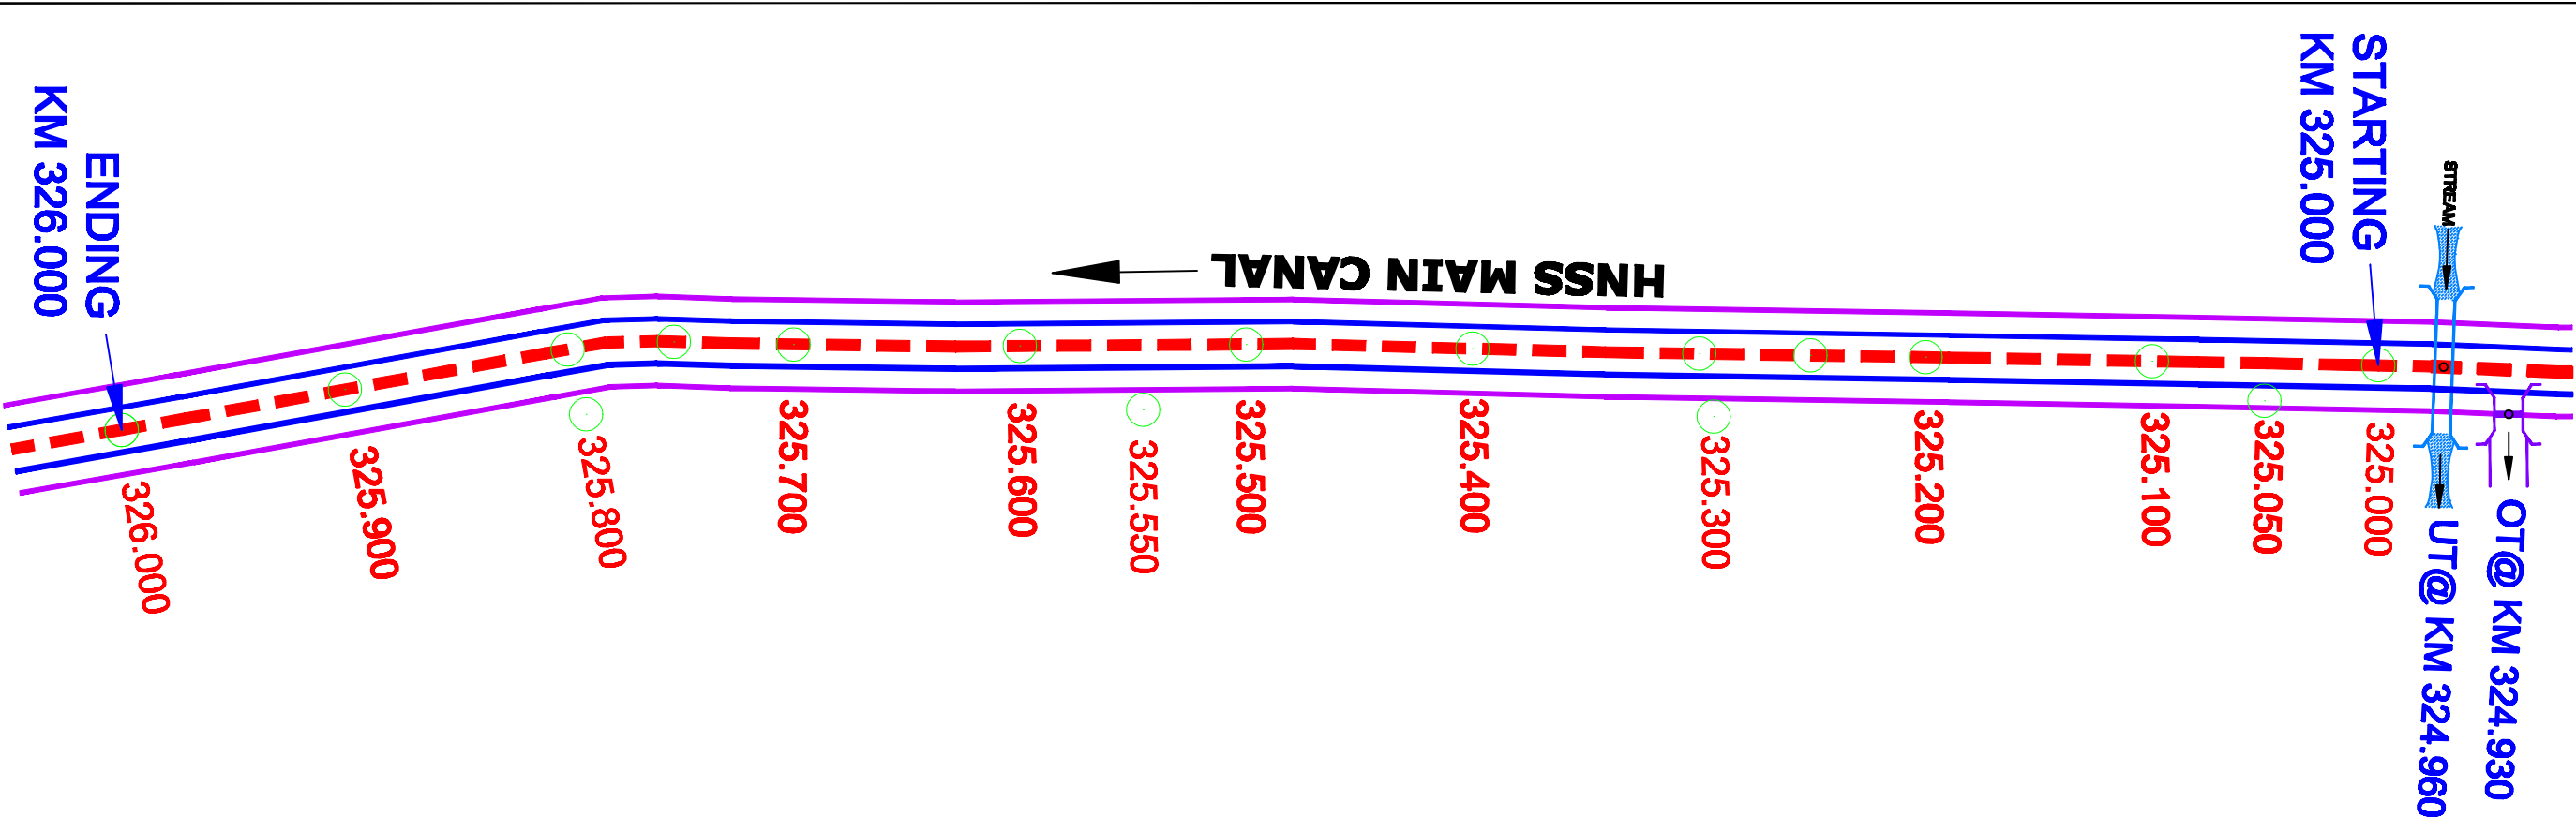 STARTING
KM 325.000
STREAM
HNSS MAIN CANAL
ENDING
KM 326.000
OT@ KM 324.930
UT@ KM 324.960
325.000
325.050
325.100
325.200
325.300
325.400
325.500
325.550
325.600
325.700
325.800
325.900
326.000